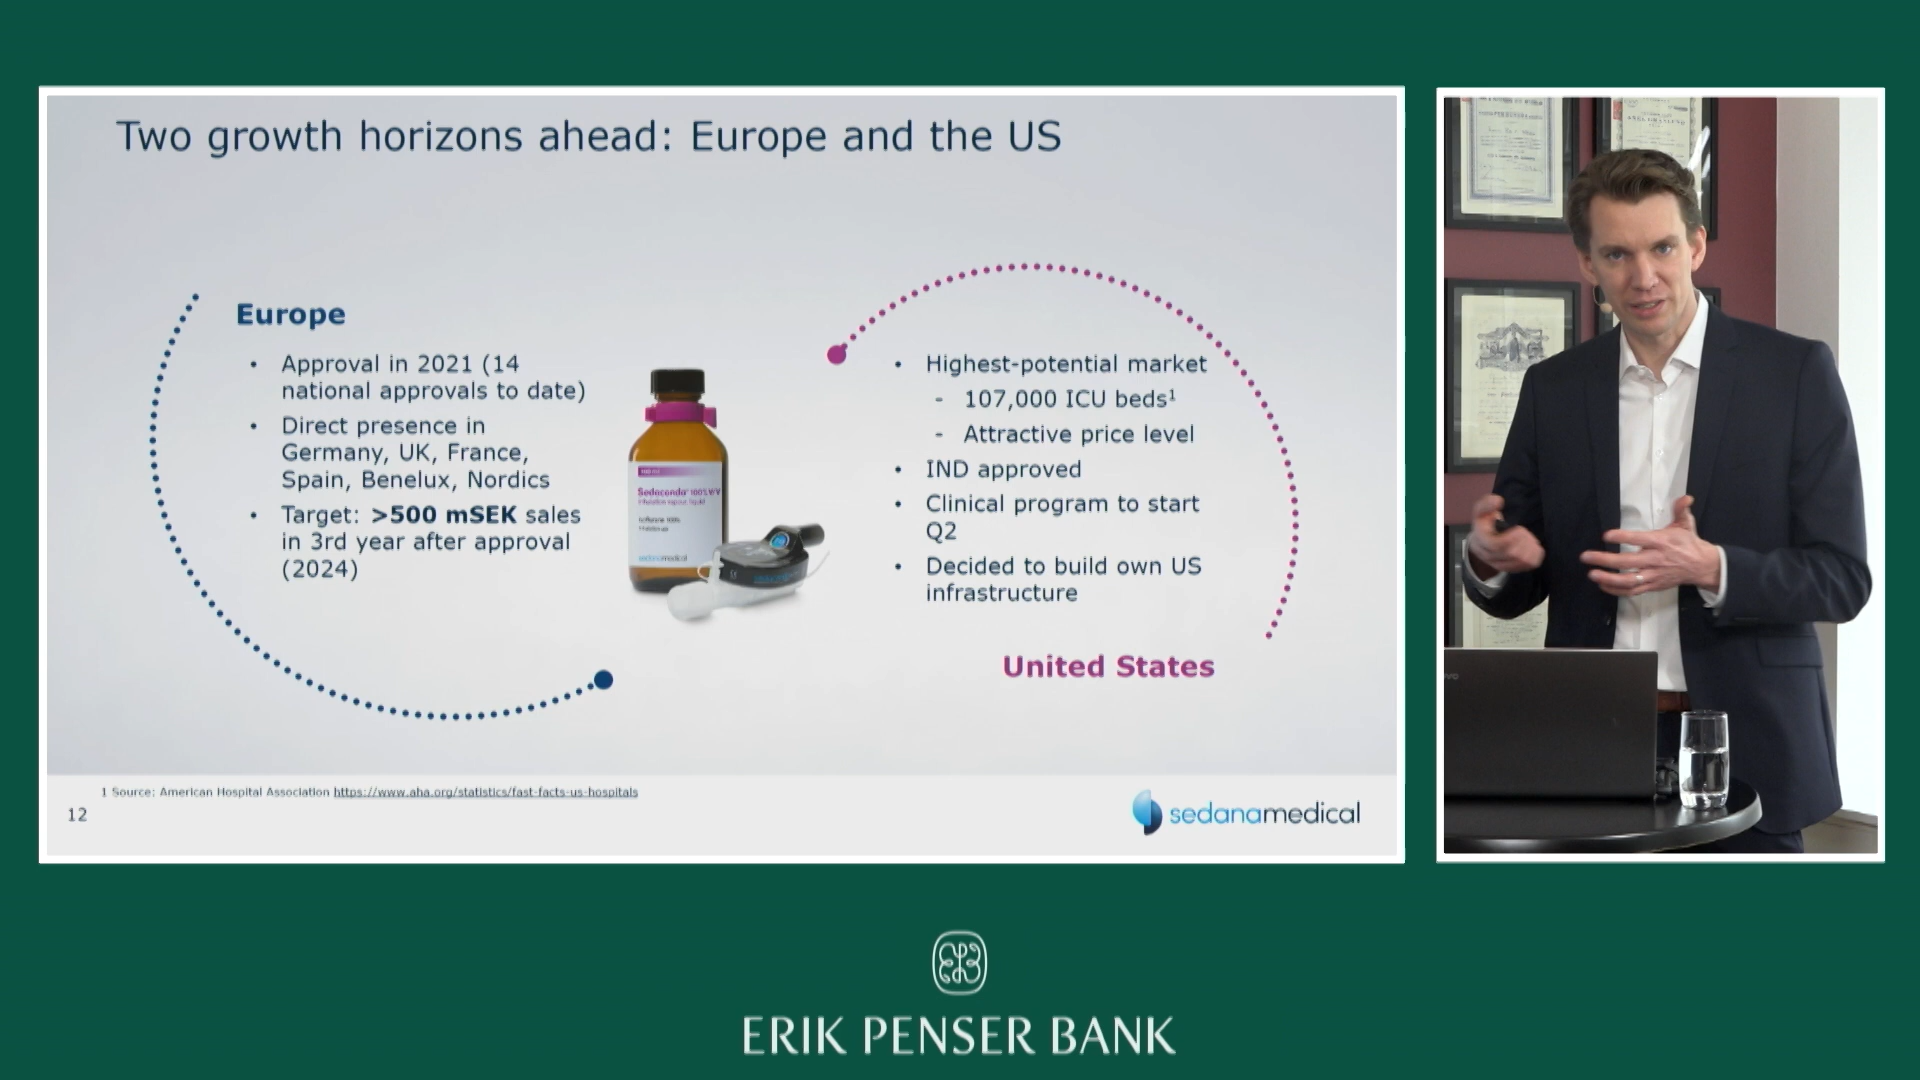 Two growth horizons ahead: Europe and the US
Europe
• Approval in 2021 (14
national approvals to date)
• Direct presence in
Germany, UK, France,
Spain, Benelux, Nordics
• Target: >500 mSEK sales
in 3rd year after approval
(2024)
Sedaconda® 100% V/V
sedanamedical
• Highest-potential market
- 107,000 ICU beds¹
- Attractive price level
• IND approved
• Clinical program to start
Q2
• Decided to build own US
infrastructure
United States
1 Source: American Hospital Association https://www.aha.org/statistics/fast-facts-us-hospitals
12
sedanamedical
ERIK PENSER BANK